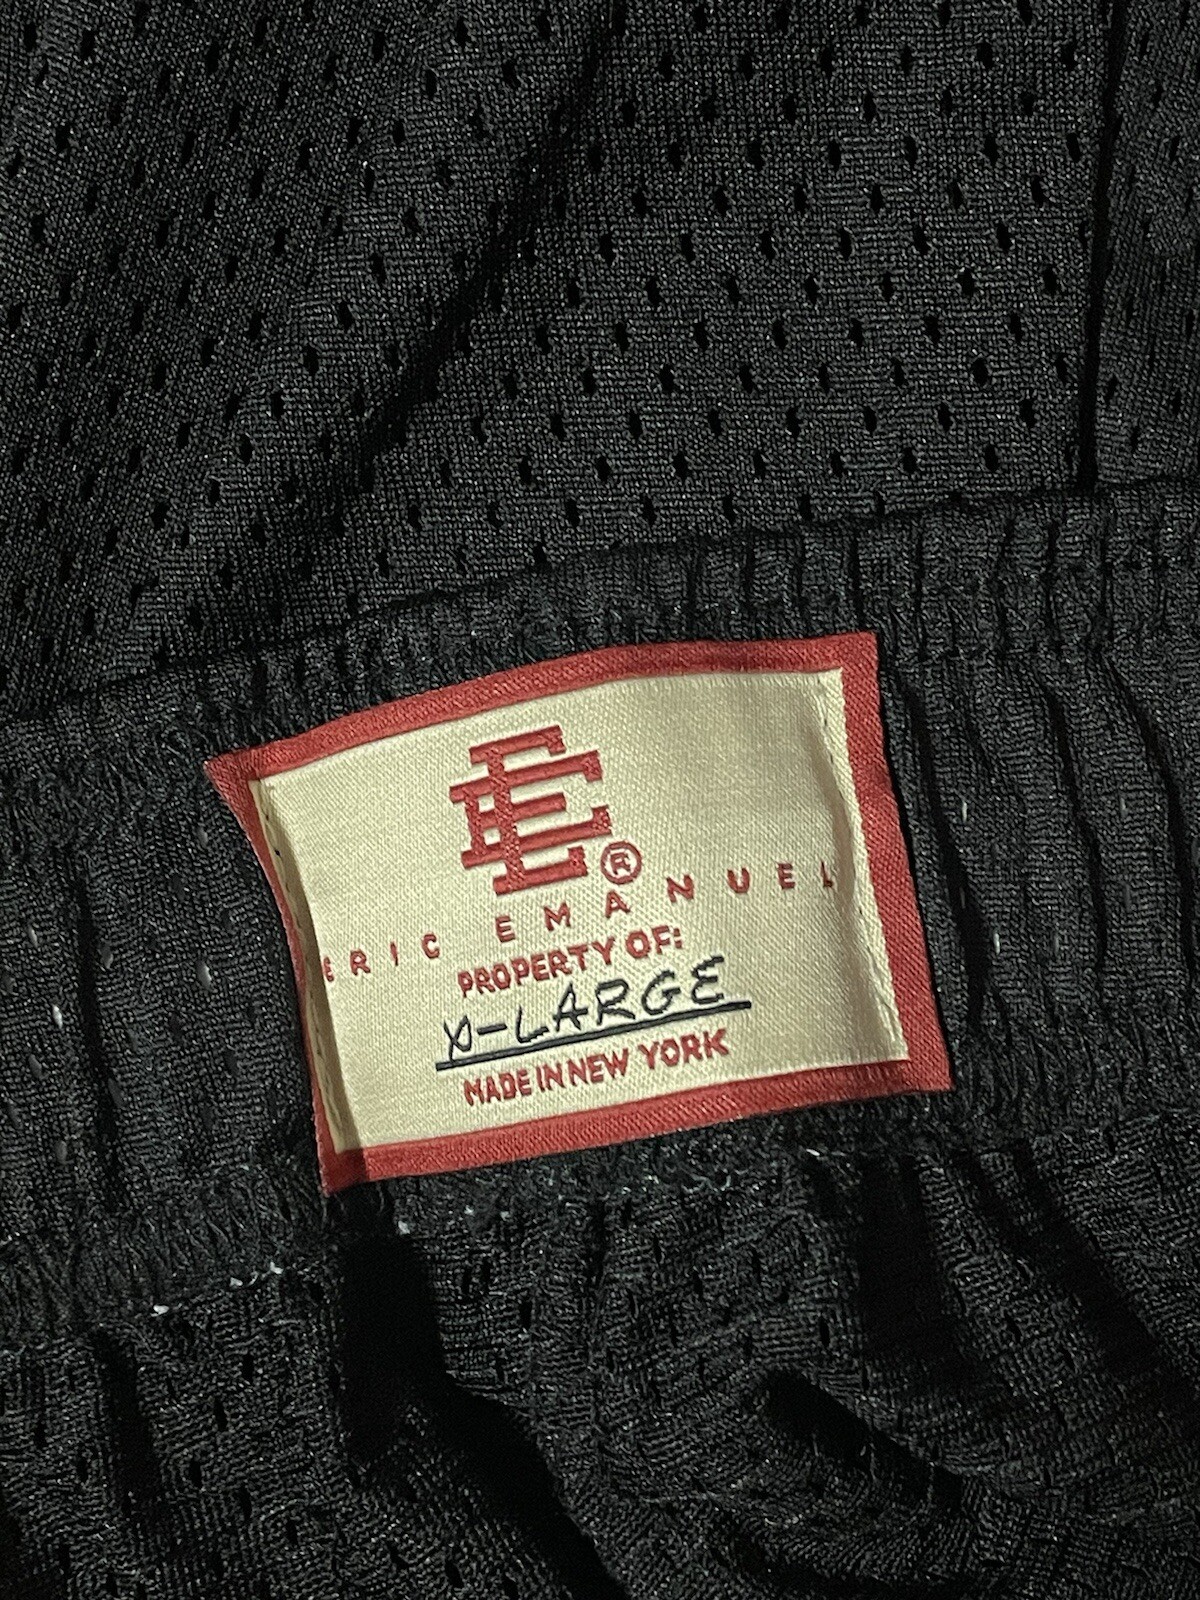 EE®
ERIC EMANUEL
PROPERTY OF:
X-LARGE
MADE IN NEW YORK